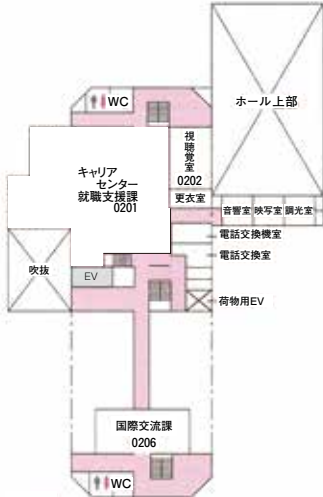 WC
ホール上部
視聴覚室
0202
キャリア
センター
就職支援課
0201
更衣室
音響室 映写室 調光室
電話交換機室
電話交換室
吹抜
EV
荷物用EV
国際交流課
0206
WC